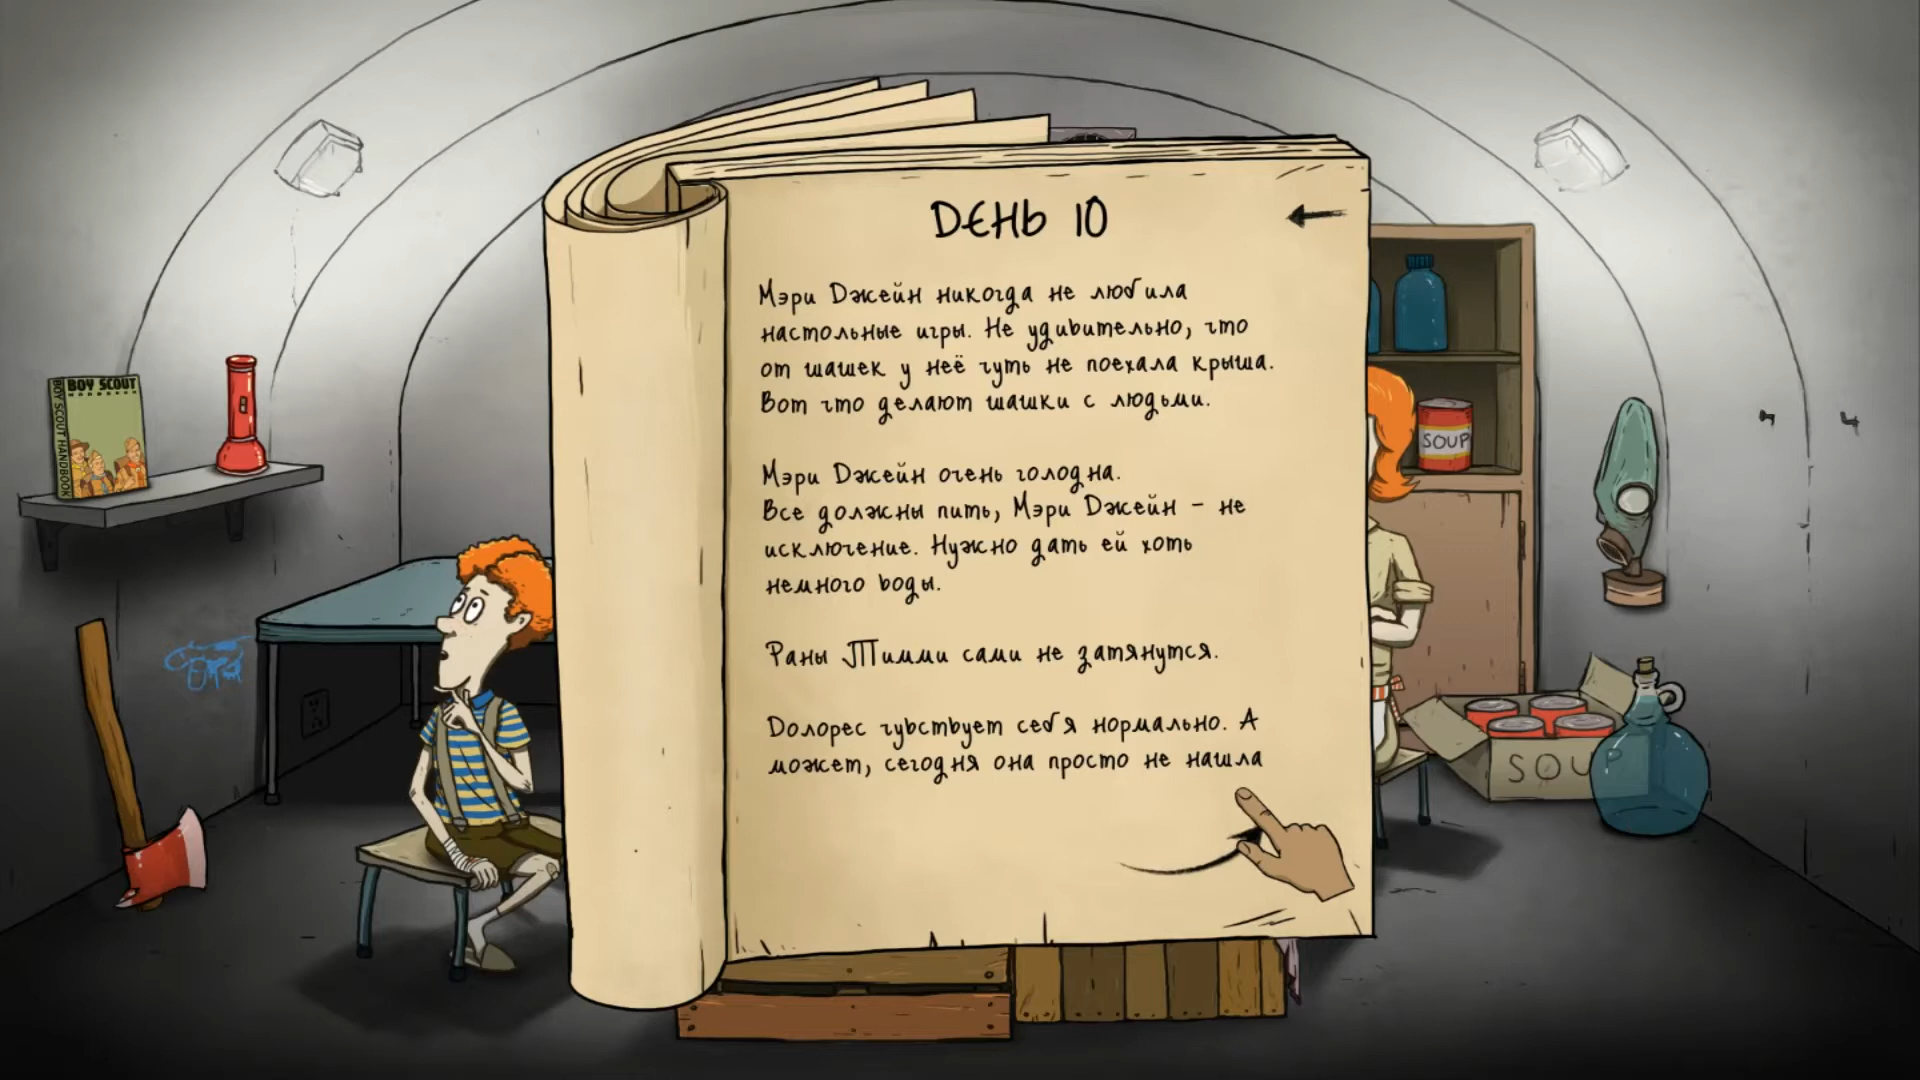 ДЕНЬ 10
Мэри Джейн никогда не любила
настольные игры. Не удивительно, что
от шашек у неё чуть не поехала крыша.
Вот что делают шашки с людьми.
Мэри Джейн очень голодна.
Все должны пить, Мэри Джейн - не
исключение. Нужно дать ей хоть
немного воды.
Раны Тимми сами не затянутся.
Долорес чувствует себя нормально. А
может, сегодня она просто не нашла
BOY SCOUT
BOY SCOUT HANDBOOK
SOUP
SOU